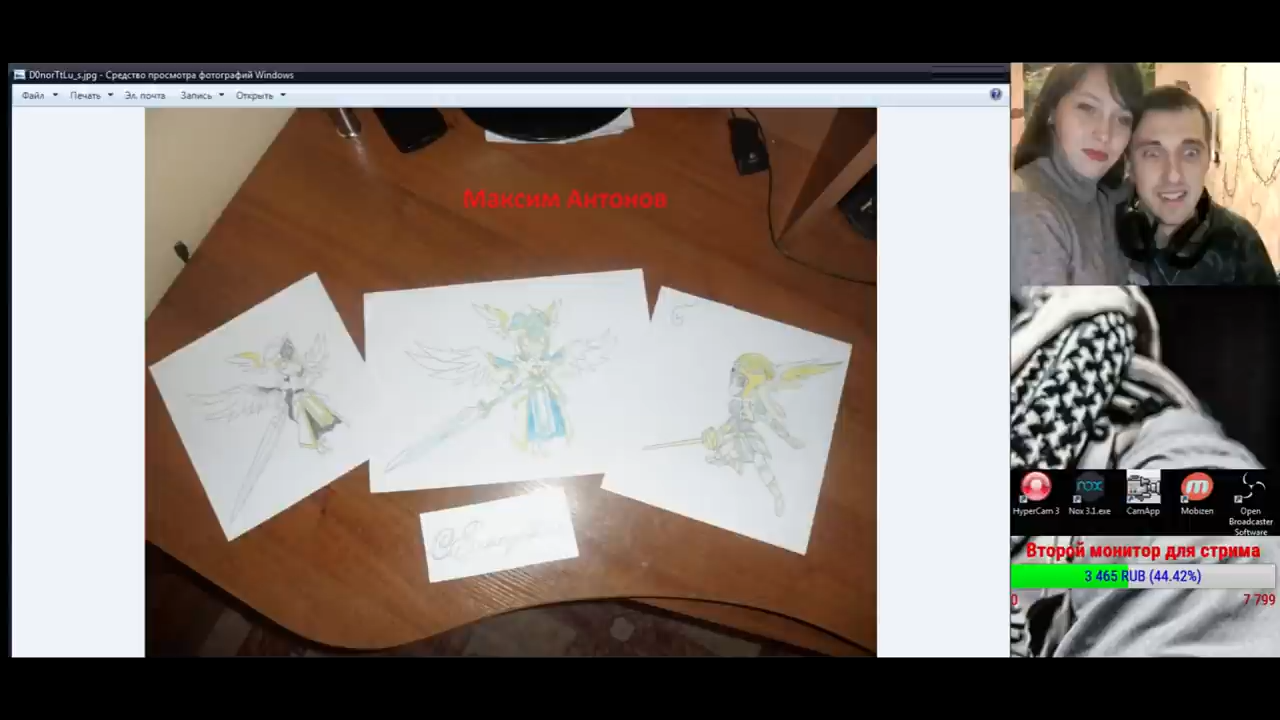 D0norTtLu_s.jpg - Средство просмотра фотографий Windows
Файл Печать Эл. почта Запись Открыть
Максим Антонов
HyperCam 3
Nox 3.1.exe
CamApp
Mobizen
Open Broadcaster Software
Второй монитор для стрима
3 465 RUB (44.42%)
0
7 799